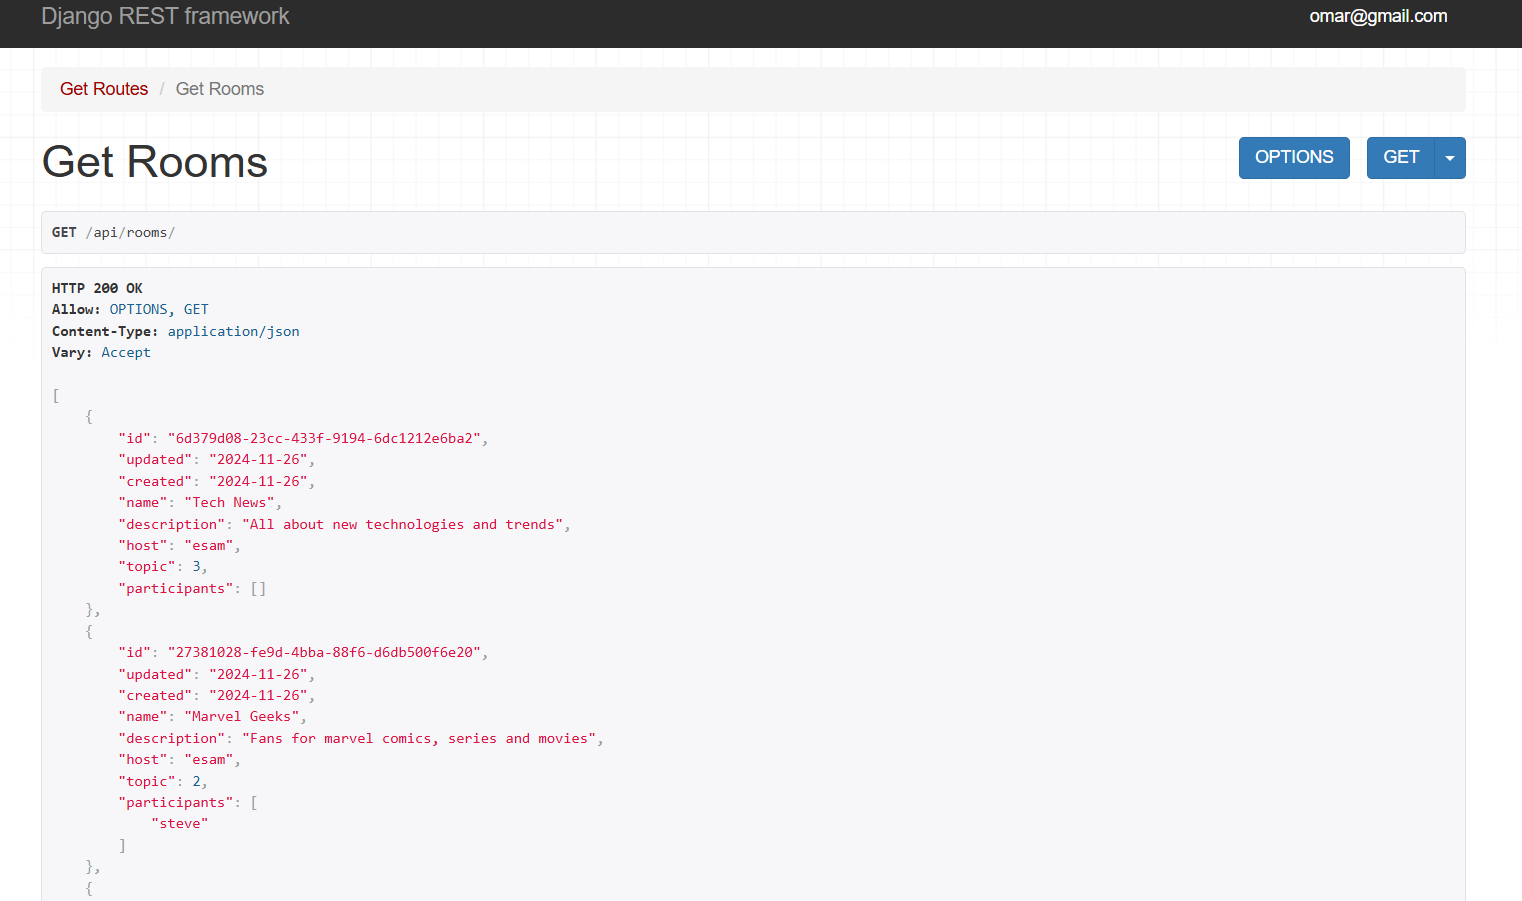 Django REST framework
omar@gmail.com
Get Routes / Get Rooms
Get Rooms
OPTIONS
GET
GET /api/rooms/
HTTP 200 OK
Allow: OPTIONS, GET
Content-Type: application/json
Vary: Accept
[
    {
        "id": "6d379d08-23cc-433f-9194-6dc1212e6ba2",
        "updated": "2024-11-26",
        "created": "2024-11-26",
        "name": "Tech News",
        "description": "All about new technologies and trends",
        "host": "esam",
        "topic": 3,
        "participants": []
    },
    {
        "id": "27381028-fe9d-4bba-88f6-d6db500f6e20",
        "updated": "2024-11-26",
        "created": "2024-11-26",
        "name": "Marvel Geeks",
        "description": "Fans for marvel comics, series and movies",
        "host": "esam",
        "topic": 2,
        "participants": [
            "steve"
        ]
    },
    {